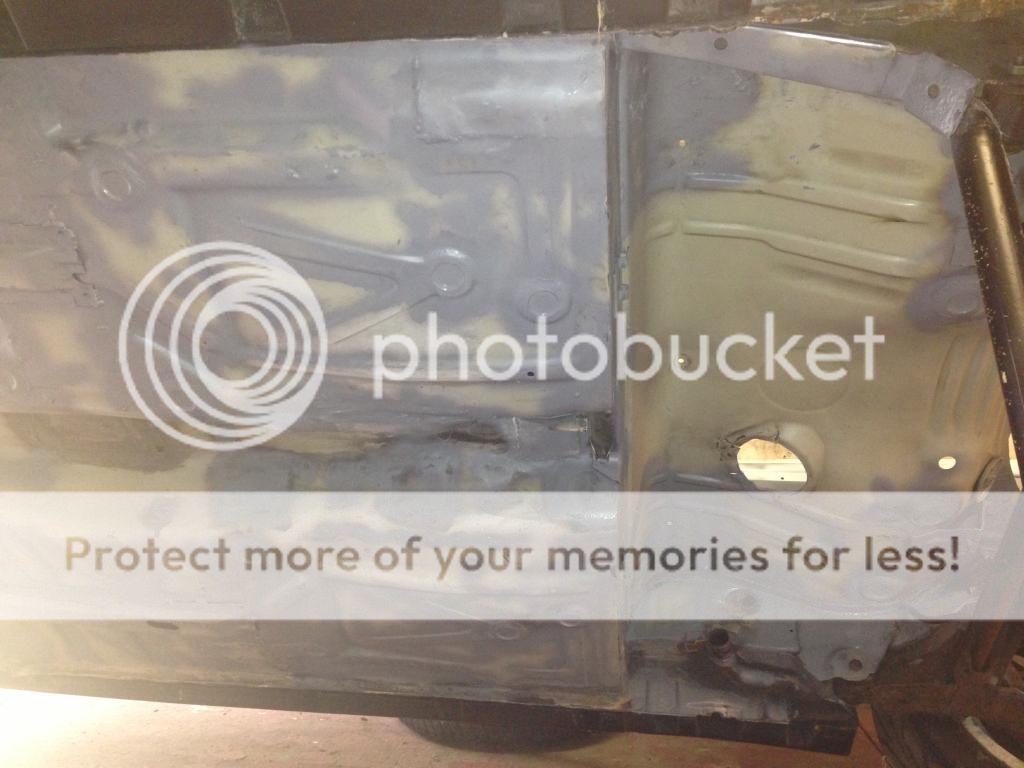 photobucket
Protect more of your memories for less!